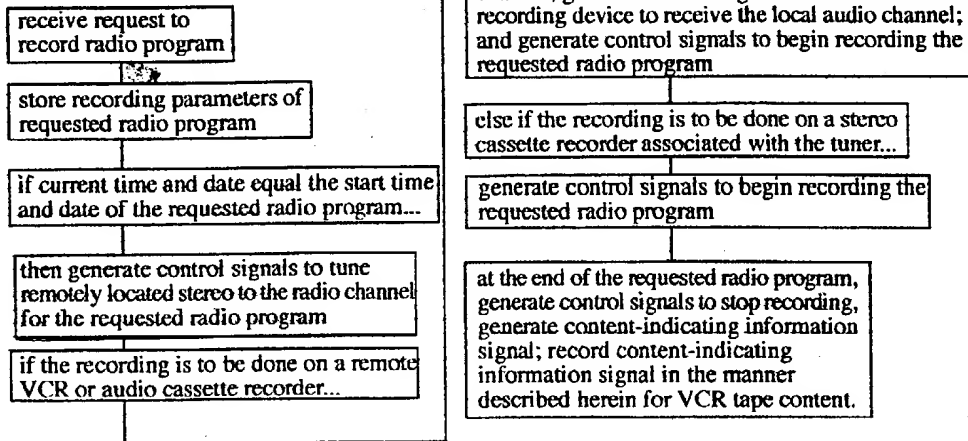 receive request to
record radio program
store recording parameters of
requested radio program
if current time and date equal the start time
and date of the requested radio program...
then generate control signals to tune
remotely located stereo to the radio channel
for the requested radio program
if the recording is to be done on a remote
VCR or audio cassette recorder...
recording device to receive the local audio channel;
and generate control signals to begin recording the
requested radio program
else if the recording is to be done on a stereo
cassette recorder associated with the tuner...
generate control signals to begin recording the
requested radio program
at the end of the requested radio program,
generate control signals to stop recording,
generate content-indicating information
signal; record content-indicating
information signal in the manner
described herein for VCR tape content.